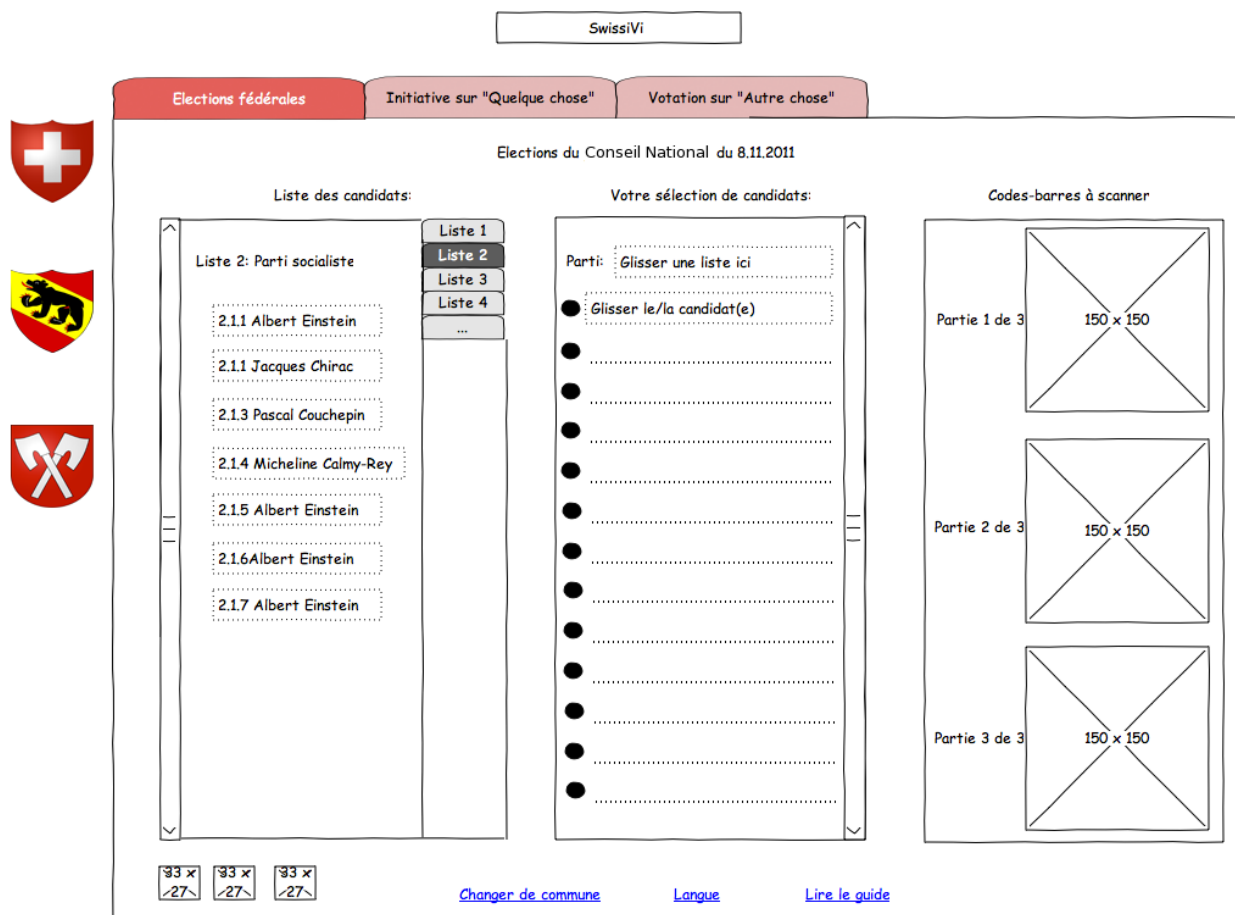 SwissiVi
Elections fédérales
Initiative sur "Quelque chose"
Votation sur "Autre chose"
Elections du Conseil National du 8.11.2011
Liste des candidats:
Liste 1
Liste 2
Liste 3
Liste 4
...
Liste 2: Parti socialiste
2.1.1 Albert Einstein
2.1.1 Jacques Chirac
2.1.3 Pascal Couchepin
2.1.4 Micheline Calmy-Rey
2.1.5 Albert Einstein
2.1.6Albert Einstein
2.1.7 Albert Einstein
Votre sélection de candidats:
Parti: Glisser une liste ici
Glisser le/la candidat(e)
Codes-barres à scanner
Partie 1 de 3
150 x 150
Partie 2 de 3
150 x 150
Partie 3 de 3
150 x 150
33 x
27
33 x
27
33 x
27
Changer de commune
Langue
Lire le guide